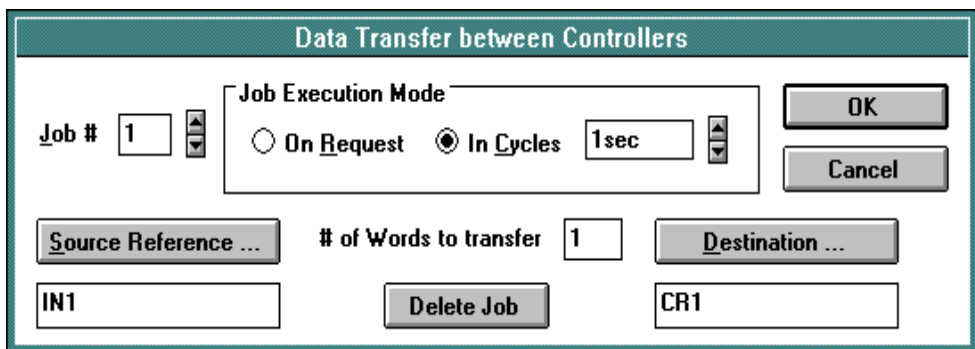 Data Transfer between Controllers
Job Execution Mode
Job # 1
On Request
In Cycles
1sec
OK
Cancel
Source Reference ...
# of Words to transfer 1
Destination ...
IN1
Delete Job
CR1